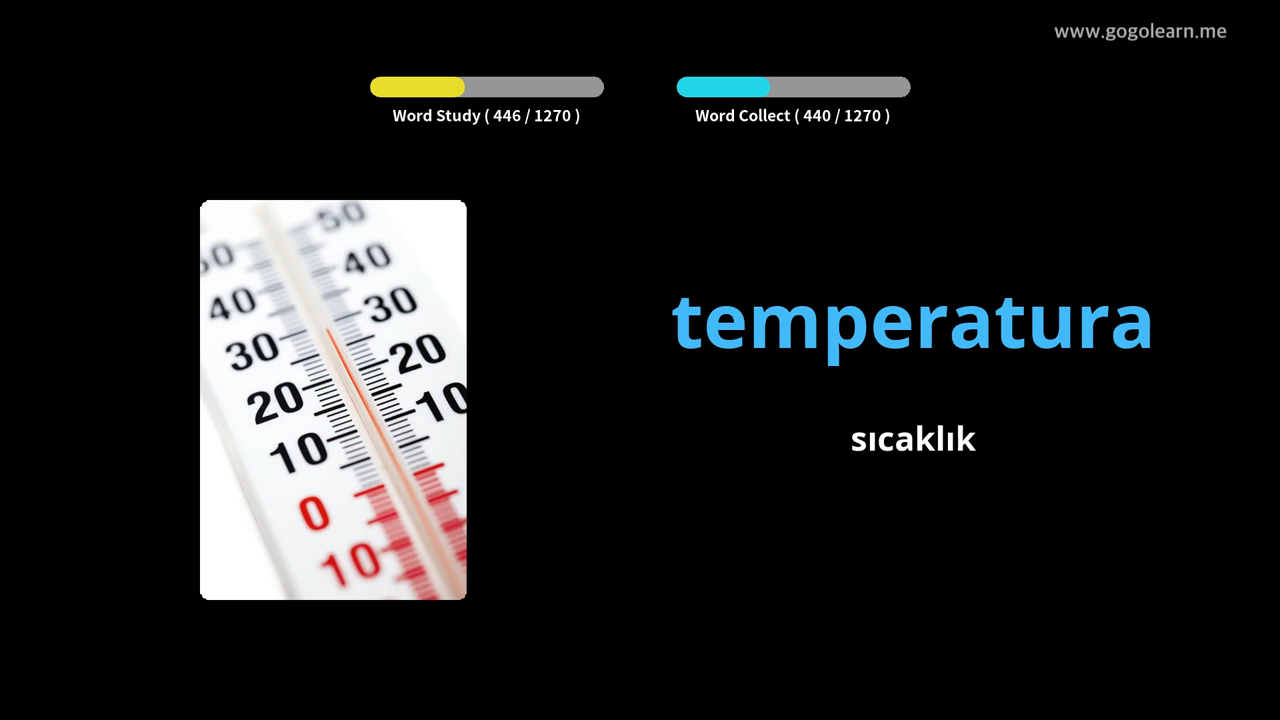 www.gogolearn.me
Word Study ( 446 / 1270 )
Word Collect ( 440 / 1270 )
50
40 40
30 30
20 20
10 10
0
10
temperatura
sıcaklık